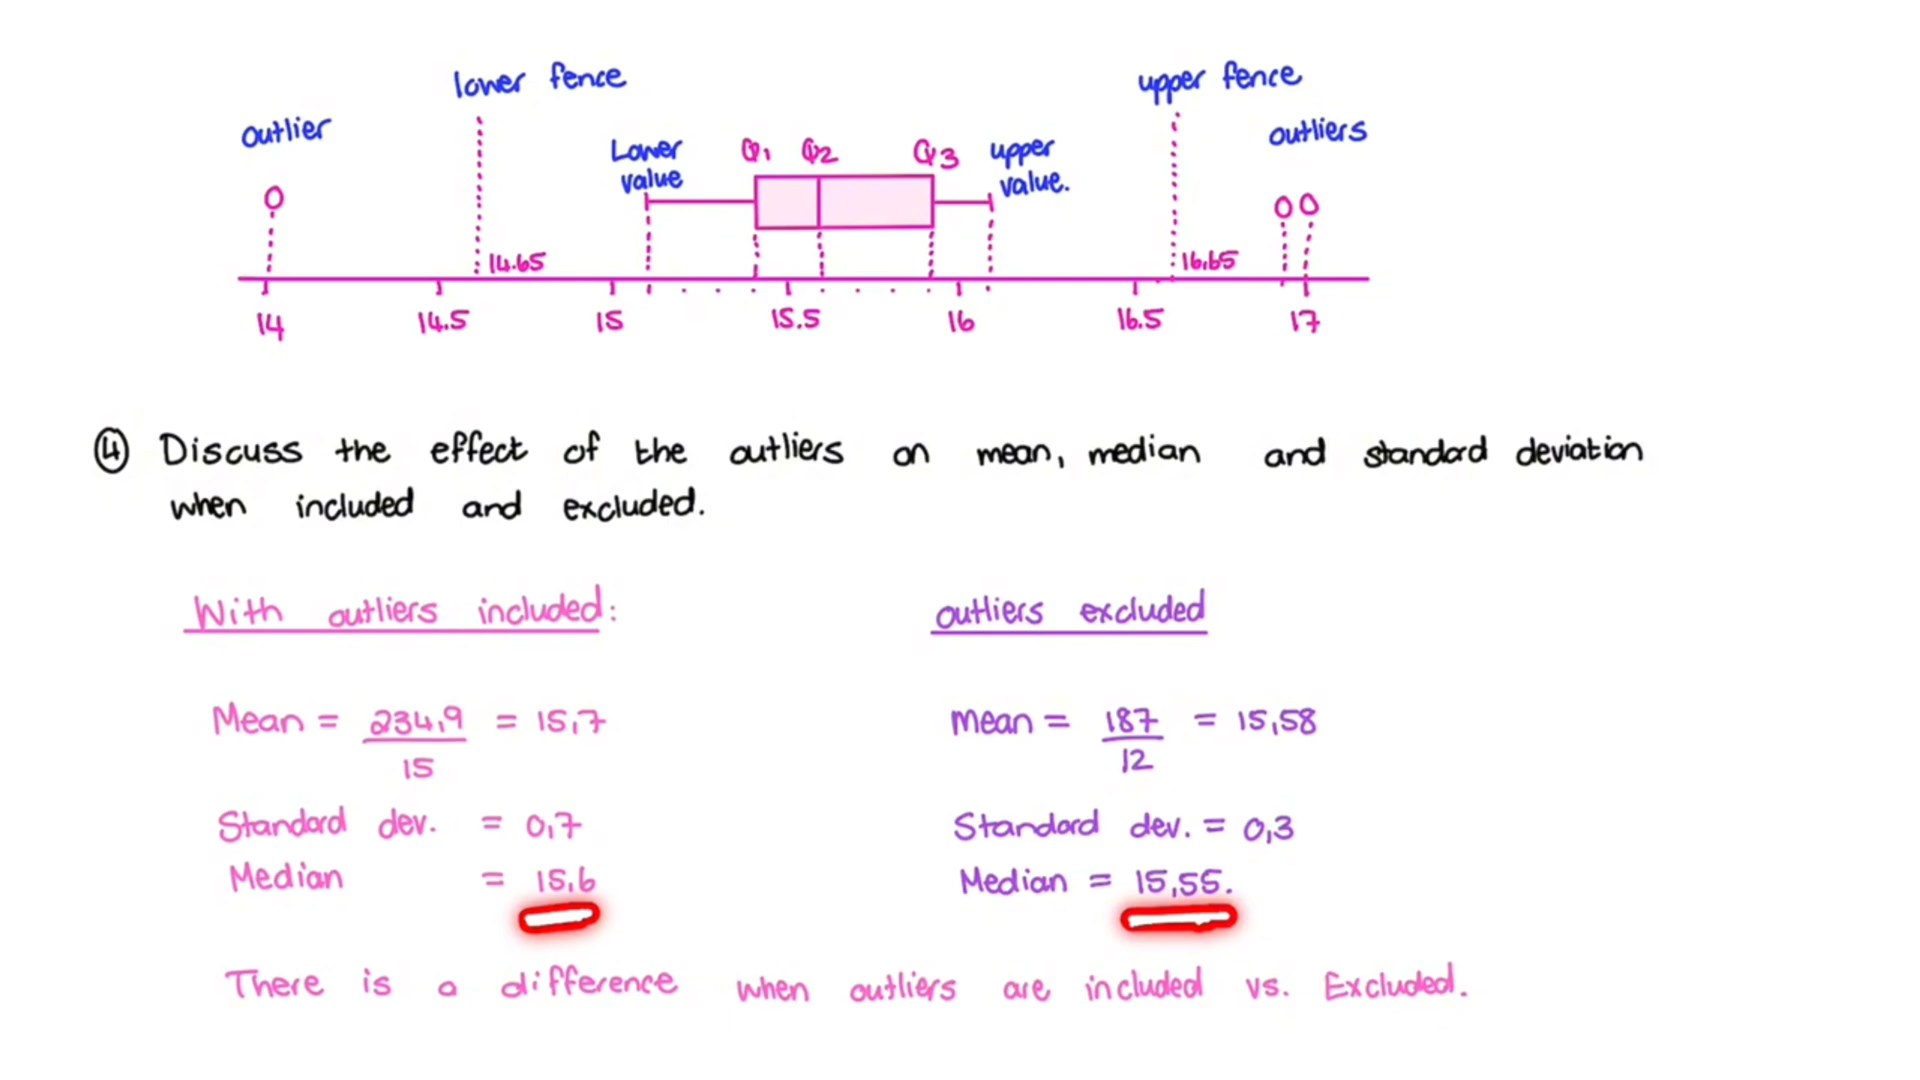 lower fence
upper fence
outlier
outliers
Lower value
Q1 Q2 Q3
upper value.
14.65
16.65
14 14.5 15 15.5 16 16.5 17
④ Discuss the effect of the outliers on mean, median and standard deviation
when included and excluded.
With outliers included:
outliers excluded
Mean = 234,9 / 15 = 15,7
Mean = 187 / 12 = 15,58
Standard dev. = 0,7
Standard dev. = 0,3
Median = 15,6
Median = 15,55.
There is a difference when outliers are included vs. Excluded.